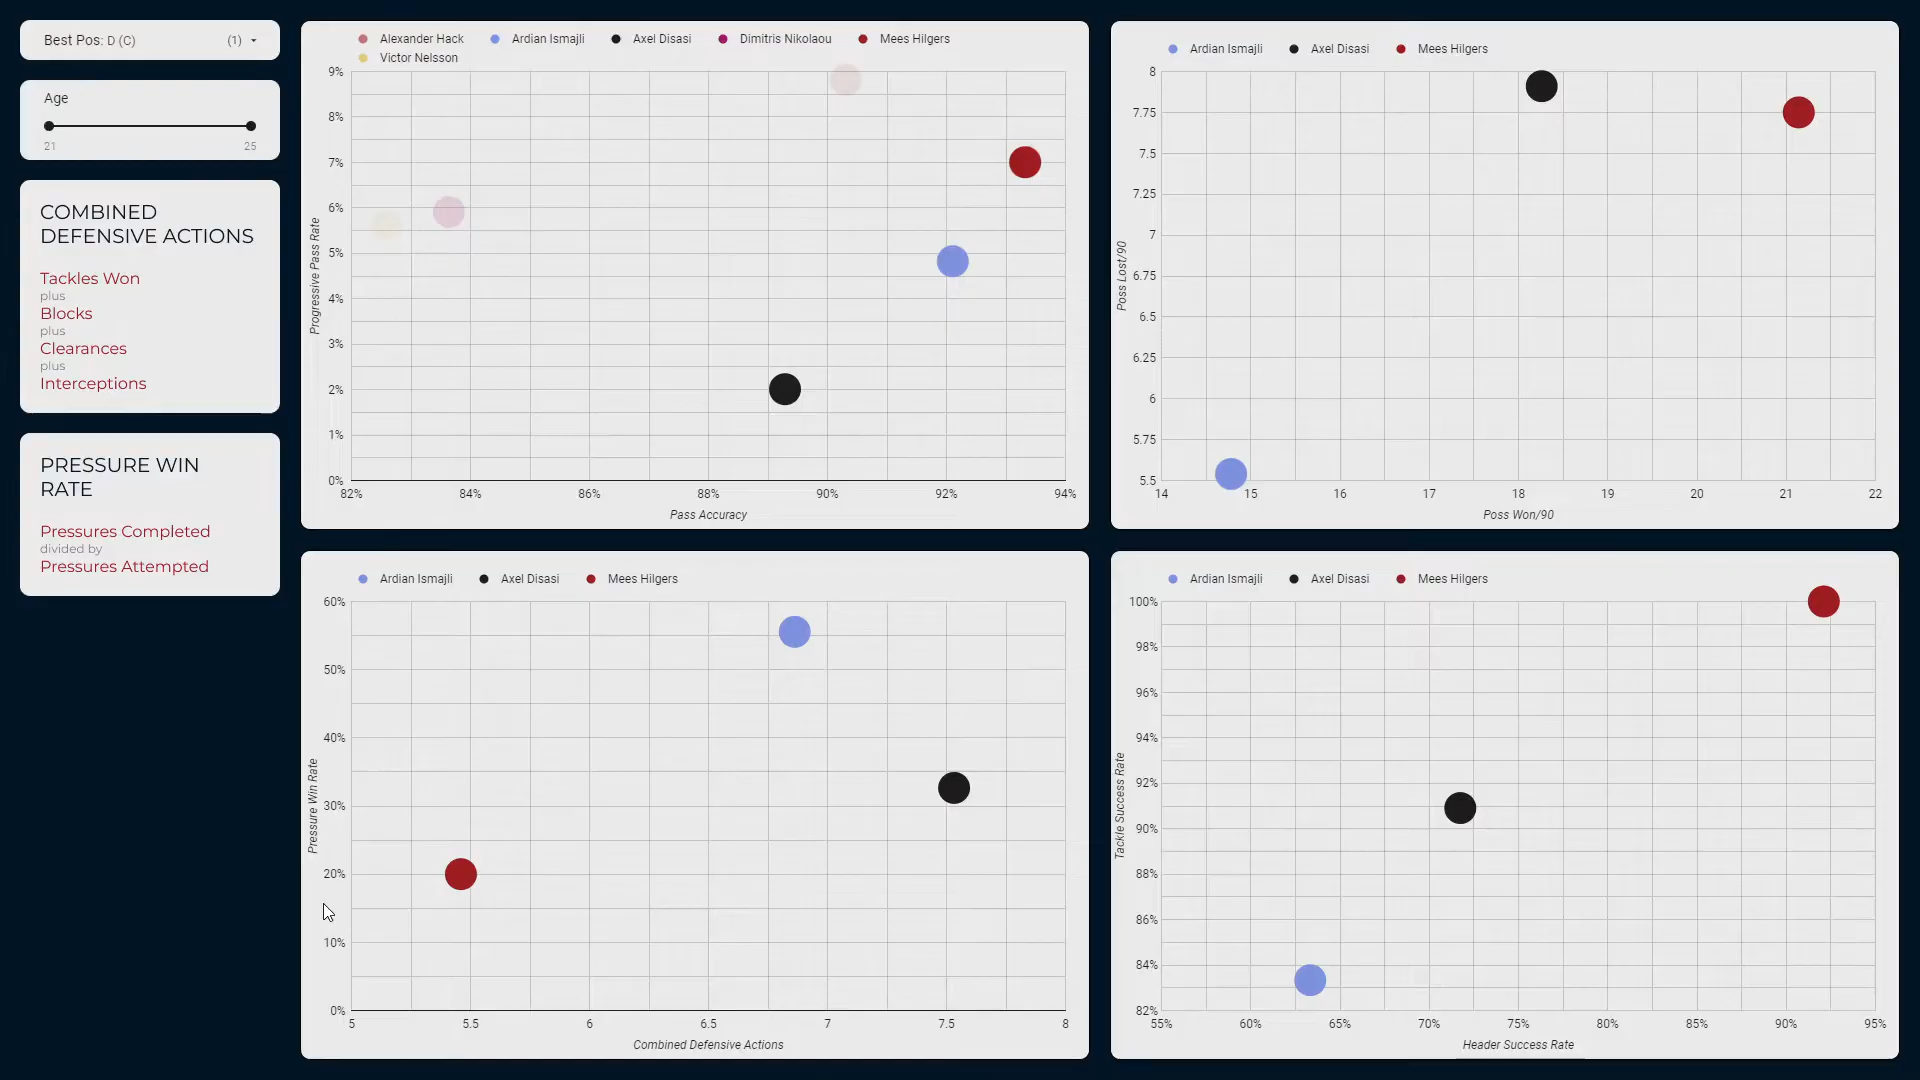 Best Pos: D (C) (1)
Age
21 25
COMBINED
DEFENSIVE ACTIONS
Tackles Won
plus
Blocks
plus
Clearances
plus
Interceptions
PRESSURE WIN
RATE
Pressures Completed
divided by
Pressures Attempted
Alexander Hack Ardian Ismajli Axel Disasi Dimitris Nikolaou Mees Hilgers
Victor Nelsson
9%
8%
7%
6%
5%
4%
3%
2%
1%
0%
Progressive Pass Rate
82% 84% 86% 88% 90% 92% 94%
Pass Accuracy
Ardian Ismajli Axel Disasi Mees Hilgers
8
7.75
7.5
7.25
7
6.75
6.5
6.25
6
5.75
5.5
Poss Lost/90
14 15 16 17 18 19 20 21 22
Poss Won/90
Ardian Ismajli Axel Disasi Mees Hilgers
60%
50%
40%
30%
20%
10%
0%
Pressure Win Rate
5 5.5 6 6.5 7 7.5 8
Combined Defensive Actions
Ardian Ismajli Axel Disasi Mees Hilgers
100%
98%
96%
94%
92%
90%
88%
86%
84%
82%
Tackle Success Rate
55% 60% 65% 70% 75% 80% 85% 90% 95%
Header Success Rate